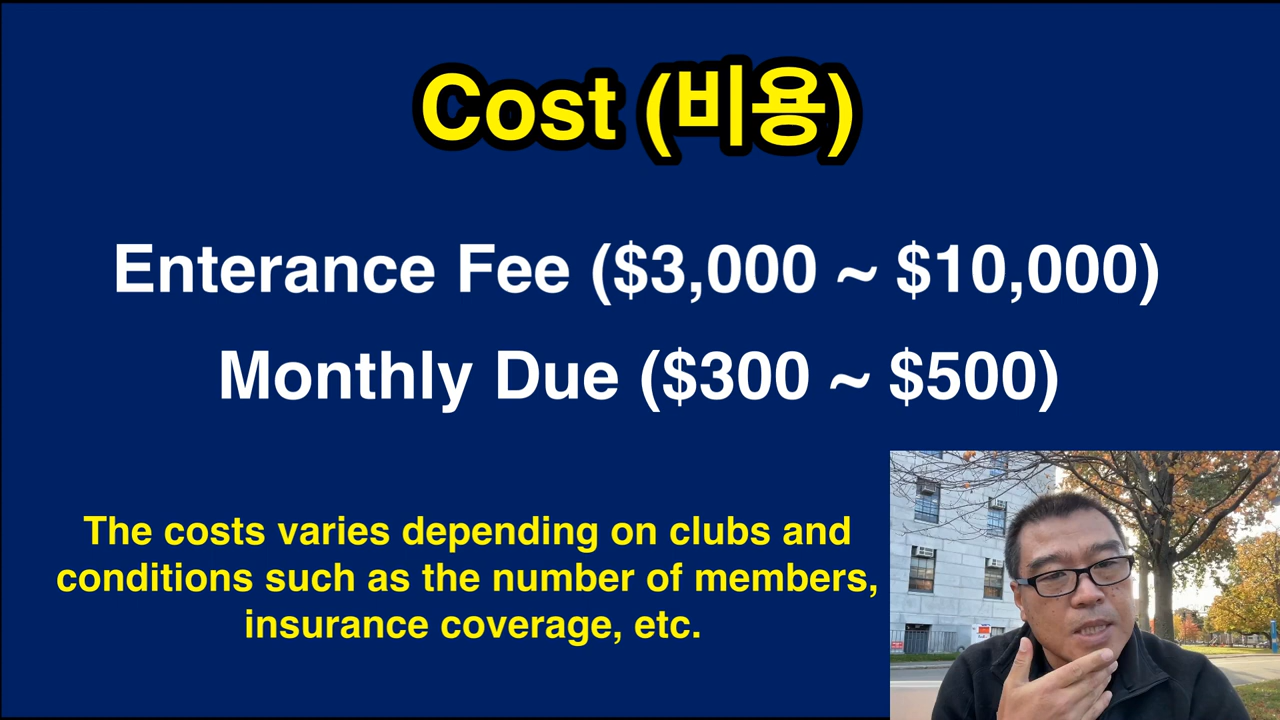 Cost (비용)
Enterance Fee ($3,000 ~ $10,000)
Monthly Due ($300 ~ $500)
The costs varies depending on clubs and
conditions such as the number of members,
insurance coverage, etc.